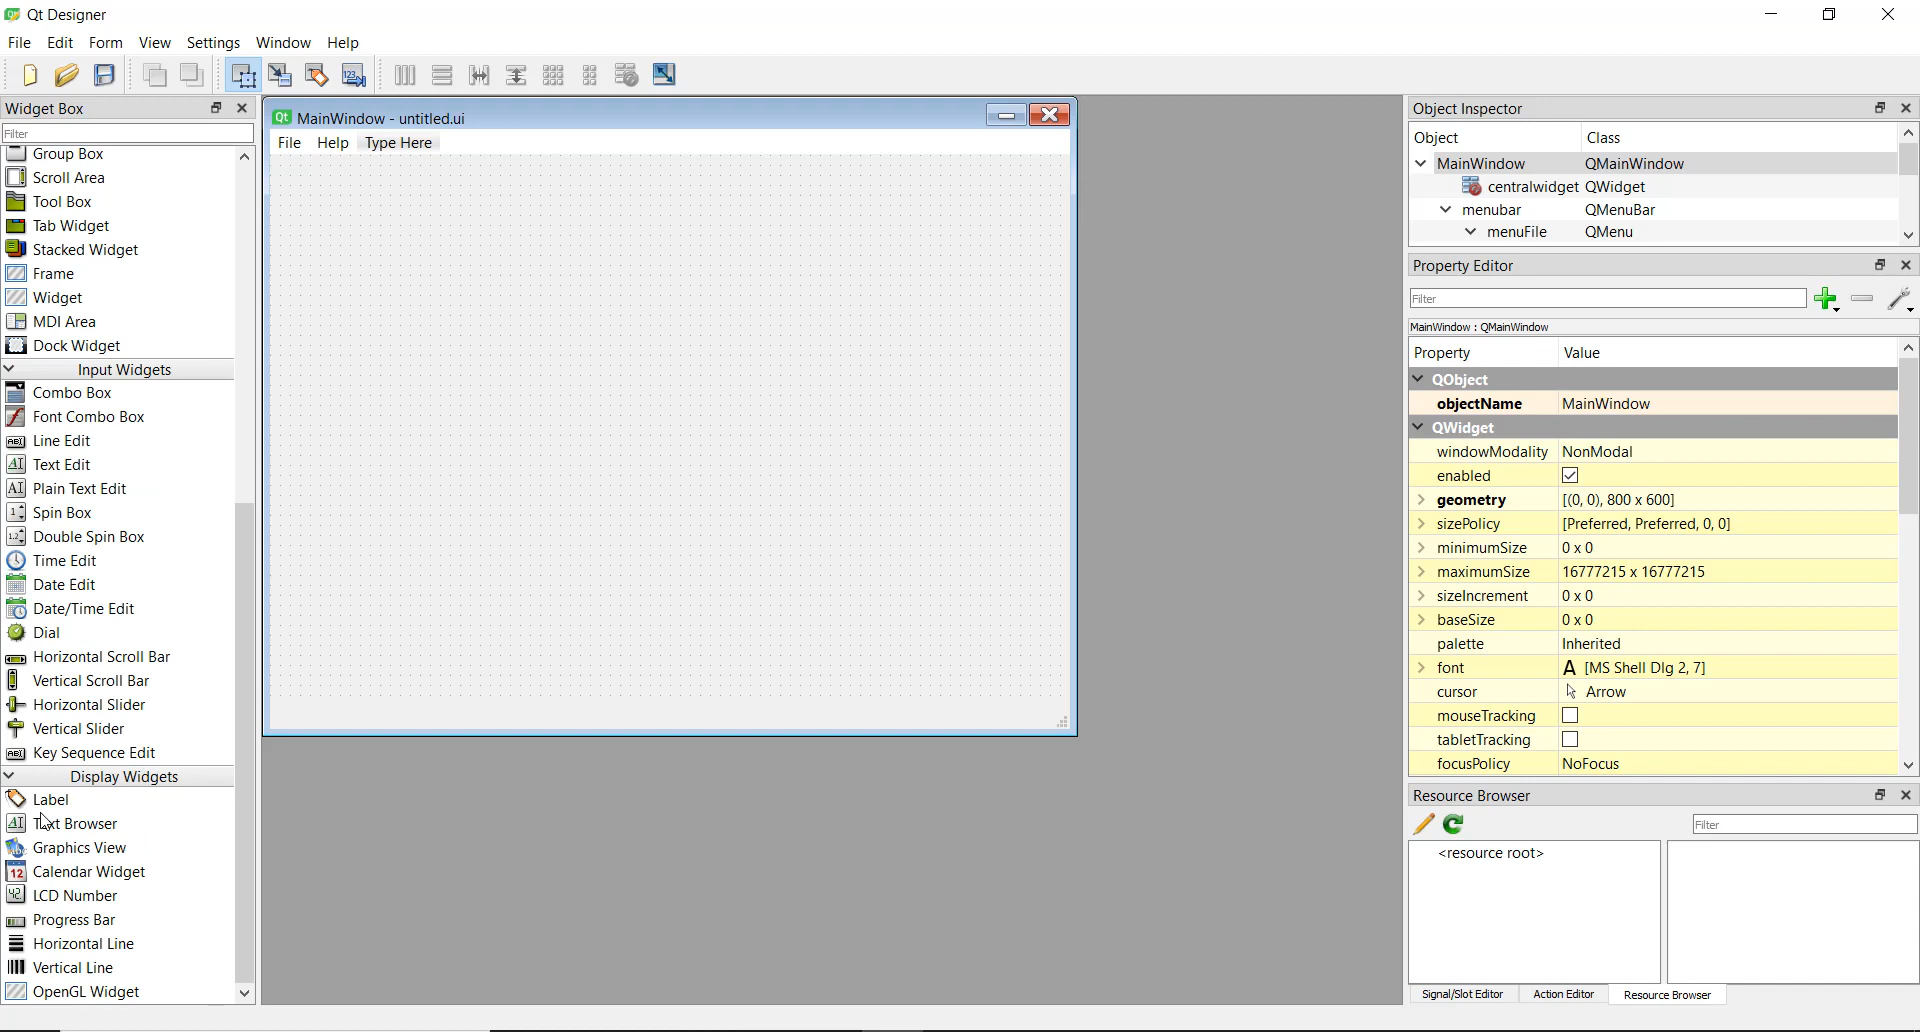 Qt Designer
File Edit Form View Settings Window Help
Widget Box
Filter
Group Box
Scroll Area
Tool Box
Tab Widget
Stacked Widget
Frame
Widget
MDI Area
Dock Widget
Input Widgets
Combo Box
Font Combo Box
Line Edit
Text Edit
Plain Text Edit
Spin Box
Double Spin Box
Time Edit
Date Edit
Date/Time Edit
Dial
Horizontal Scroll Bar
Vertical Scroll Bar
Horizontal Slider
Vertical Slider
Key Sequence Edit
Display Widgets
Label
Text Browser
Graphics View
Calendar Widget
LCD Number
Progress Bar
Horizontal Line
Vertical Line
OpenGL Widget
MainWindow - untitled.ui
File Help Type Here
Object Inspector
Object Class
MainWindow QMainWindow
centralwidget QWidget
menubar QMenuBar
menuFile QMenu
Property Editor
Filter
MainWindow : QMainWindow
Property Value
QObject
objectName MainWindow
QWidget
windowModality NonModal
enabled
geometry [(0, 0), 800 x 600]
sizePolicy [Preferred, Preferred, 0, 0]
minimumSize 0 x 0
maximumSize 16777215 x 16777215
sizeIncrement 0 x 0
baseSize 0 x 0
palette Inherited
font A [MS Shell Dlg 2, 7]
cursor Arrow
mouseTracking
tabletTracking
focusPolicy NoFocus
Resource Browser
Filter
<resource root>
Signal/Slot Editor Action Editor Resource Browser